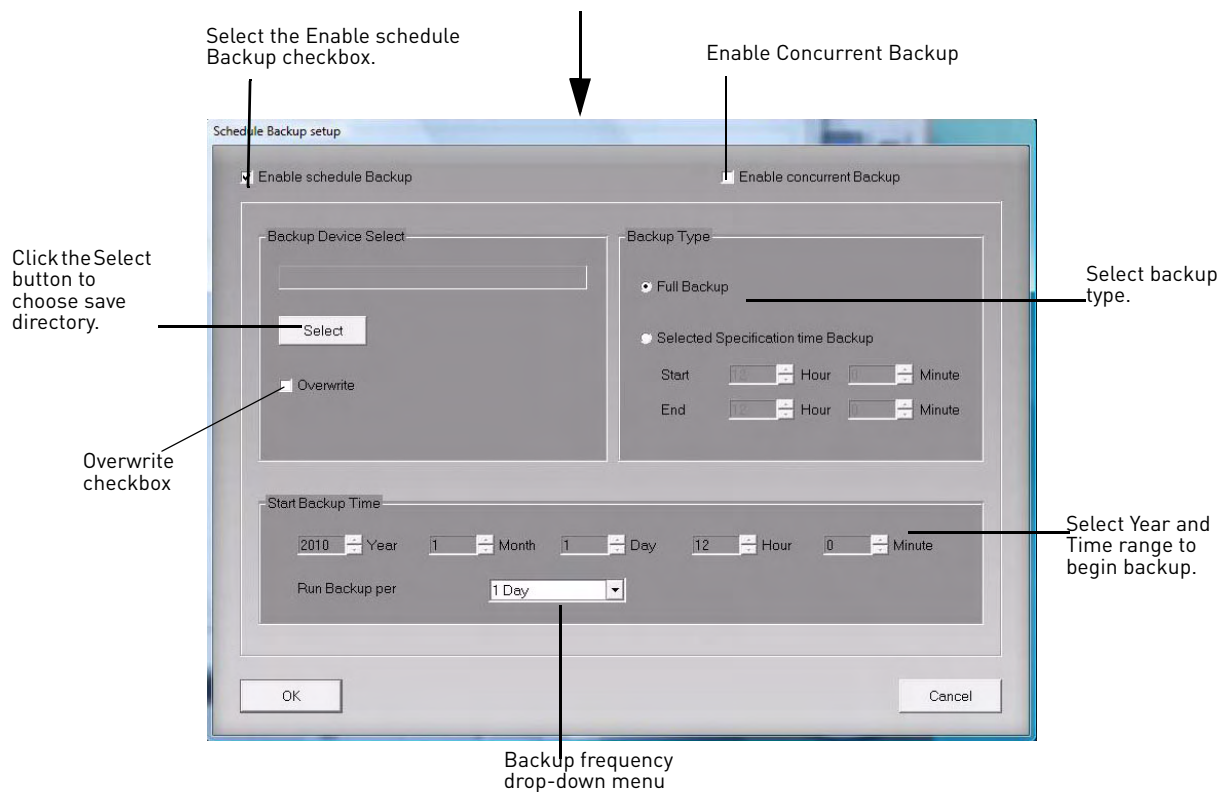 Select the Enable schedule
Backup checkbox.
Enable Concurrent Backup
Schedule Backup setup
Enable schedule Backup
Enable concurrent Backup
Click the Select
button to
choose save
directory.
Backup Device Select
Select
Overwrite
Overwrite
checkbox
Backup Type
Full Backup
Selected Specification time Backup
Start 12 Hour 0 Minute
End 12 Hour 0 Minute
Select backup
type.
Start Backup Time
2010 Year 1 Month 1 Day 12 Hour 0 Minute
Run Backup per 1 Day
Select Year and
Time range to
begin backup.
OK
Cancel
Backup frequency
drop-down menu